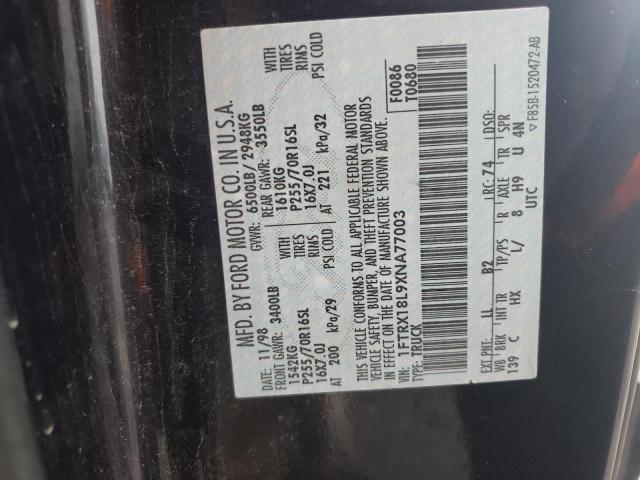 MFD. BY FORD MOTOR CO. IN U.S.A.
11/98 GVWR: 6500LB/ 2948KG
FRONT GAWR: 3400LB REAR GAWR: 3550LB
1542KG WITH 1610KG WITH
P255/70R16SL TIRES P255/70R16SL TIRES
16X7.0J RIMS 16X7.0J RIMS
AT 200 kPa/29 PSI COLD AT 221 kPa/32 PSI COLD
THIS VEHICLE CONFORMS TO ALL APPLICABLE FEDERAL MOTOR
VEHICLE SAFETY, BUMPER, AND THEFT PREVENTION STANDARDS
IN EFFECT ON THE DATE OF MANUFACTURE SHOWN ABOVE.
VIN: 1FTRX18L9XNA77003 F0086
TYPE: TRUCK T0680
EXT PNT: LL B2 RC: 74 DSO:
WB BRK INT TR TP/PS R AXLE TR SPR
139 C HX L/ 8 H9 U 4N
UTC
▽ F85B-1520472-AB